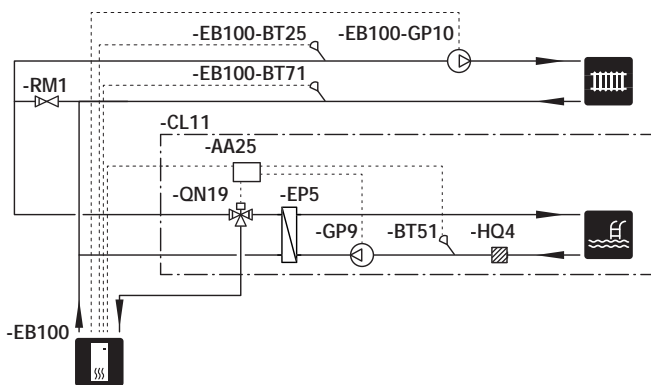 -EB100-BT25 -EB100-GP10
-EB100-BT71
-RM1
-CL11
-AA25
-QN19 -EP5
-GP9 -BT51 -HQ4
-EB100